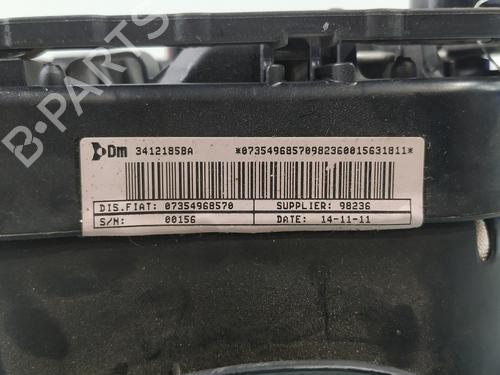 Dm 34121858A *07354968570982360015631811*
DIS.FIAT: 07354968570 SUPPLIER: 98236
S/N: 00156 DATE: 14-11-11
B-Parts